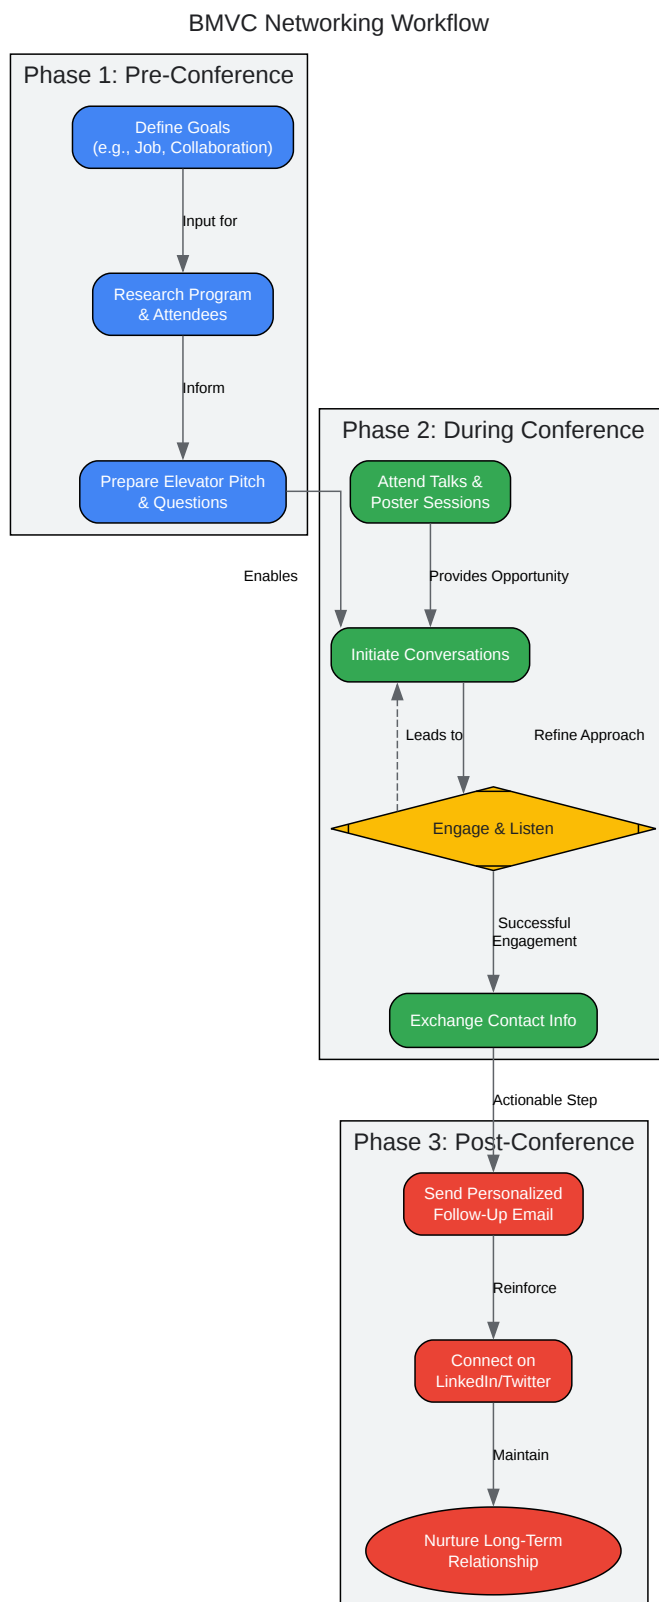 BMVC Networking Workflow
Phase 1: Pre-Conference
Define Goals
(e.g., Job, Collaboration)
Input for
Research Program
& Attendees
Inform
Prepare Elevator Pitch
& Questions
Phase 2: During Conference
Attend Talks &
Poster Sessions
Enables
Provides Opportunity
Initiate Conversations
Leads to
Refine Approach
Engage & Listen
Successful
Engagement
Exchange Contact Info
Actionable Step
Phase 3: Post-Conference
Send Personalized
Follow-Up Email
Reinforce
Connect on
LinkedIn/Twitter
Maintain
Nurture Long-Term
Relationship